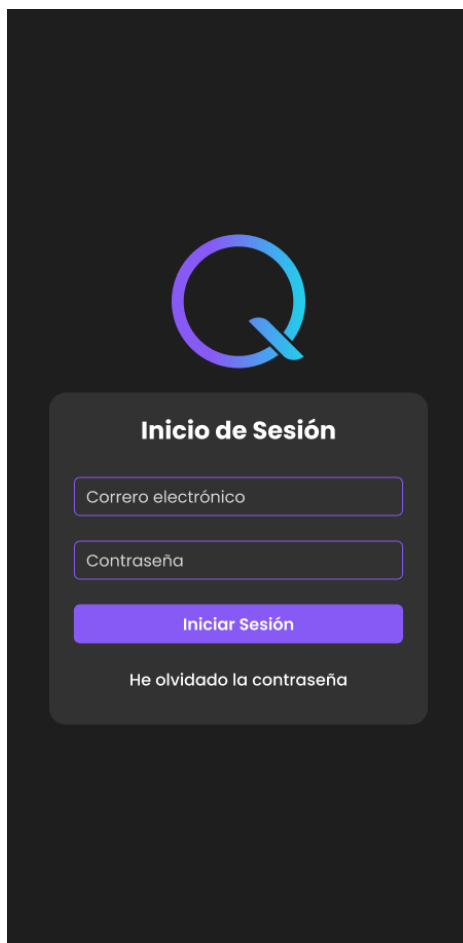 Q
Inicio de Sesión
Correro electrónico
Contraseña
Iniciar Sesión
He olvidado la contraseña